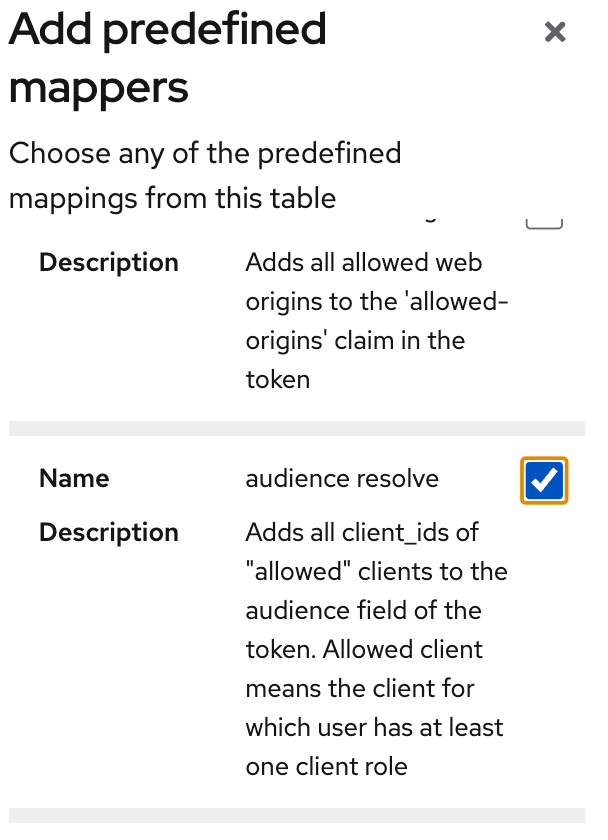 Add predefined
mappers
Choose any of the predefined
mappings from this table
Description
Adds all allowed web
origins to the 'allowed-
origins' claim in the
token
Name
audience resolve
Description
Adds all client_ids of
"allowed" clients to the
audience field of the
token. Allowed client
means the client for
which user has at least
one client role